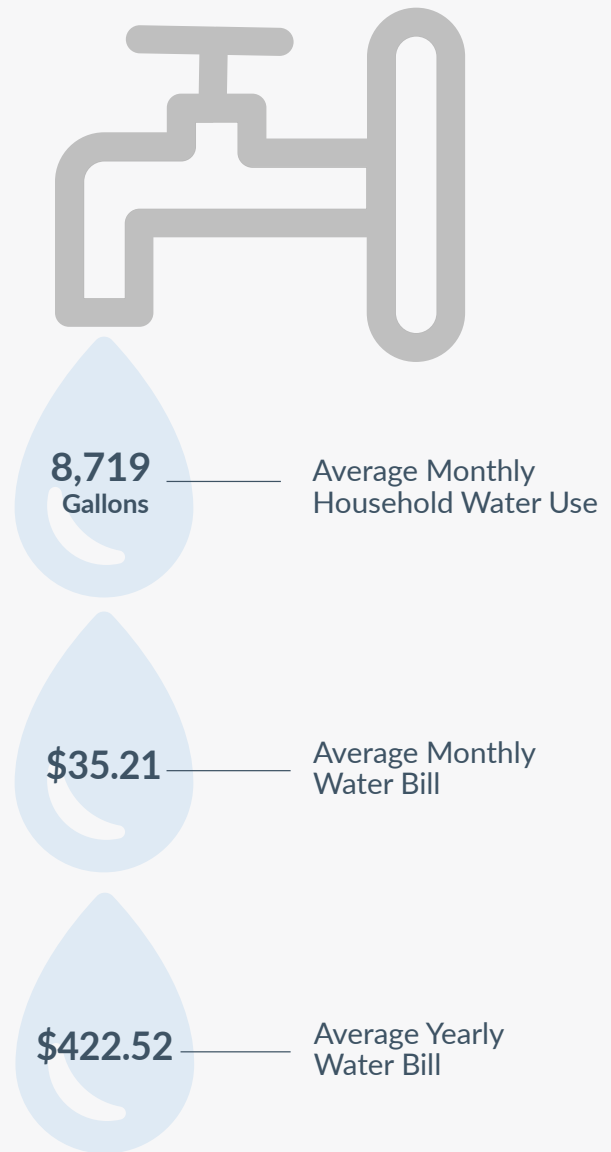 8,719
Gallons
Average Monthly
Household Water Use
$35.21
Average Monthly
Water Bill
$422.52
Average Yearly
Water Bill